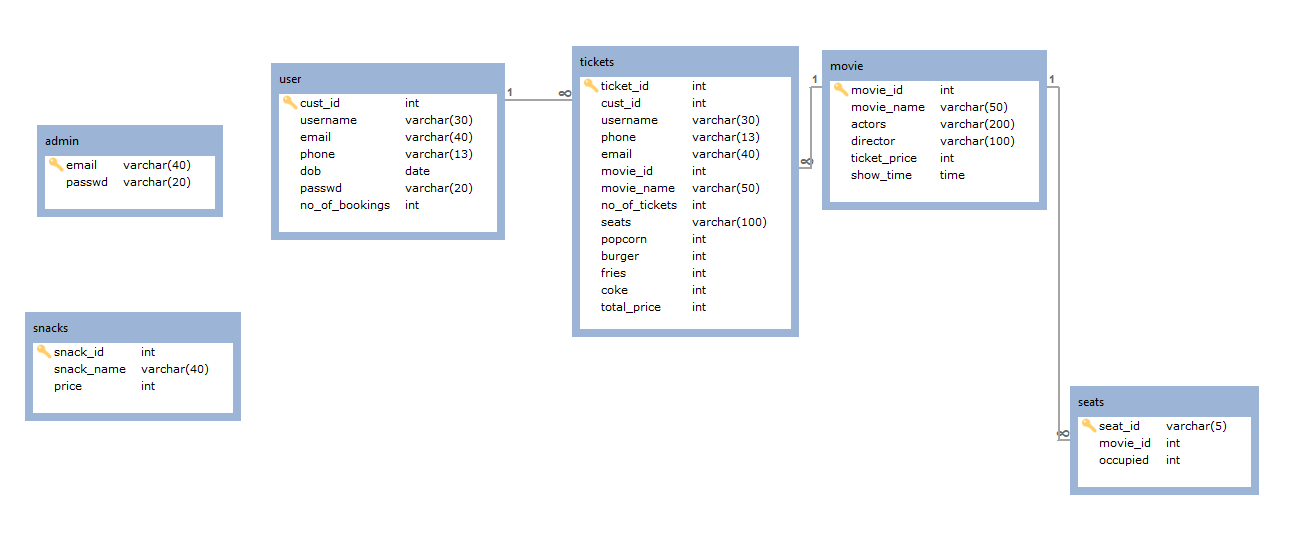 admin
email varchar(40)
passwd varchar(20)
user
cust_id int
username varchar(30)
email varchar(40)
phone varchar(13)
dob date
passwd varchar(20)
no_of_bookings int
1
∞
tickets
ticket_id int
cust_id int
username varchar(30)
phone varchar(13)
email varchar(40)
movie_id int
movie_name varchar(50)
no_of_tickets int
seats varchar(100)
popcorn int
burger int
fries int
coke int
total_price int
1
∞
movie
movie_id int
movie_name varchar(50)
actors varchar(200)
director varchar(100)
ticket_price int
show_time time
1
∞
snacks
snack_id int
snack_name varchar(40)
price int
seats
seat_id varchar(5)
movie_id int
occupied int